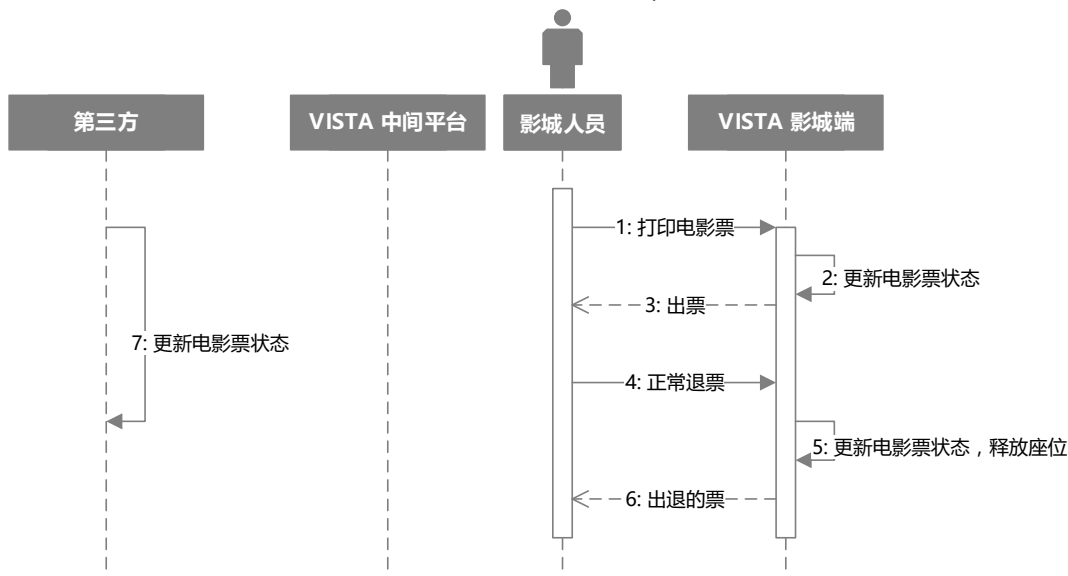 第三方
VISTA 中间平台
影城人员
VISTA 影城端
1: 打印电影票
2: 更新电影票状态
3: 出票
7: 更新电影票状态
4: 正常退票
5: 更新电影票状态，释放座位
6: 出退的票